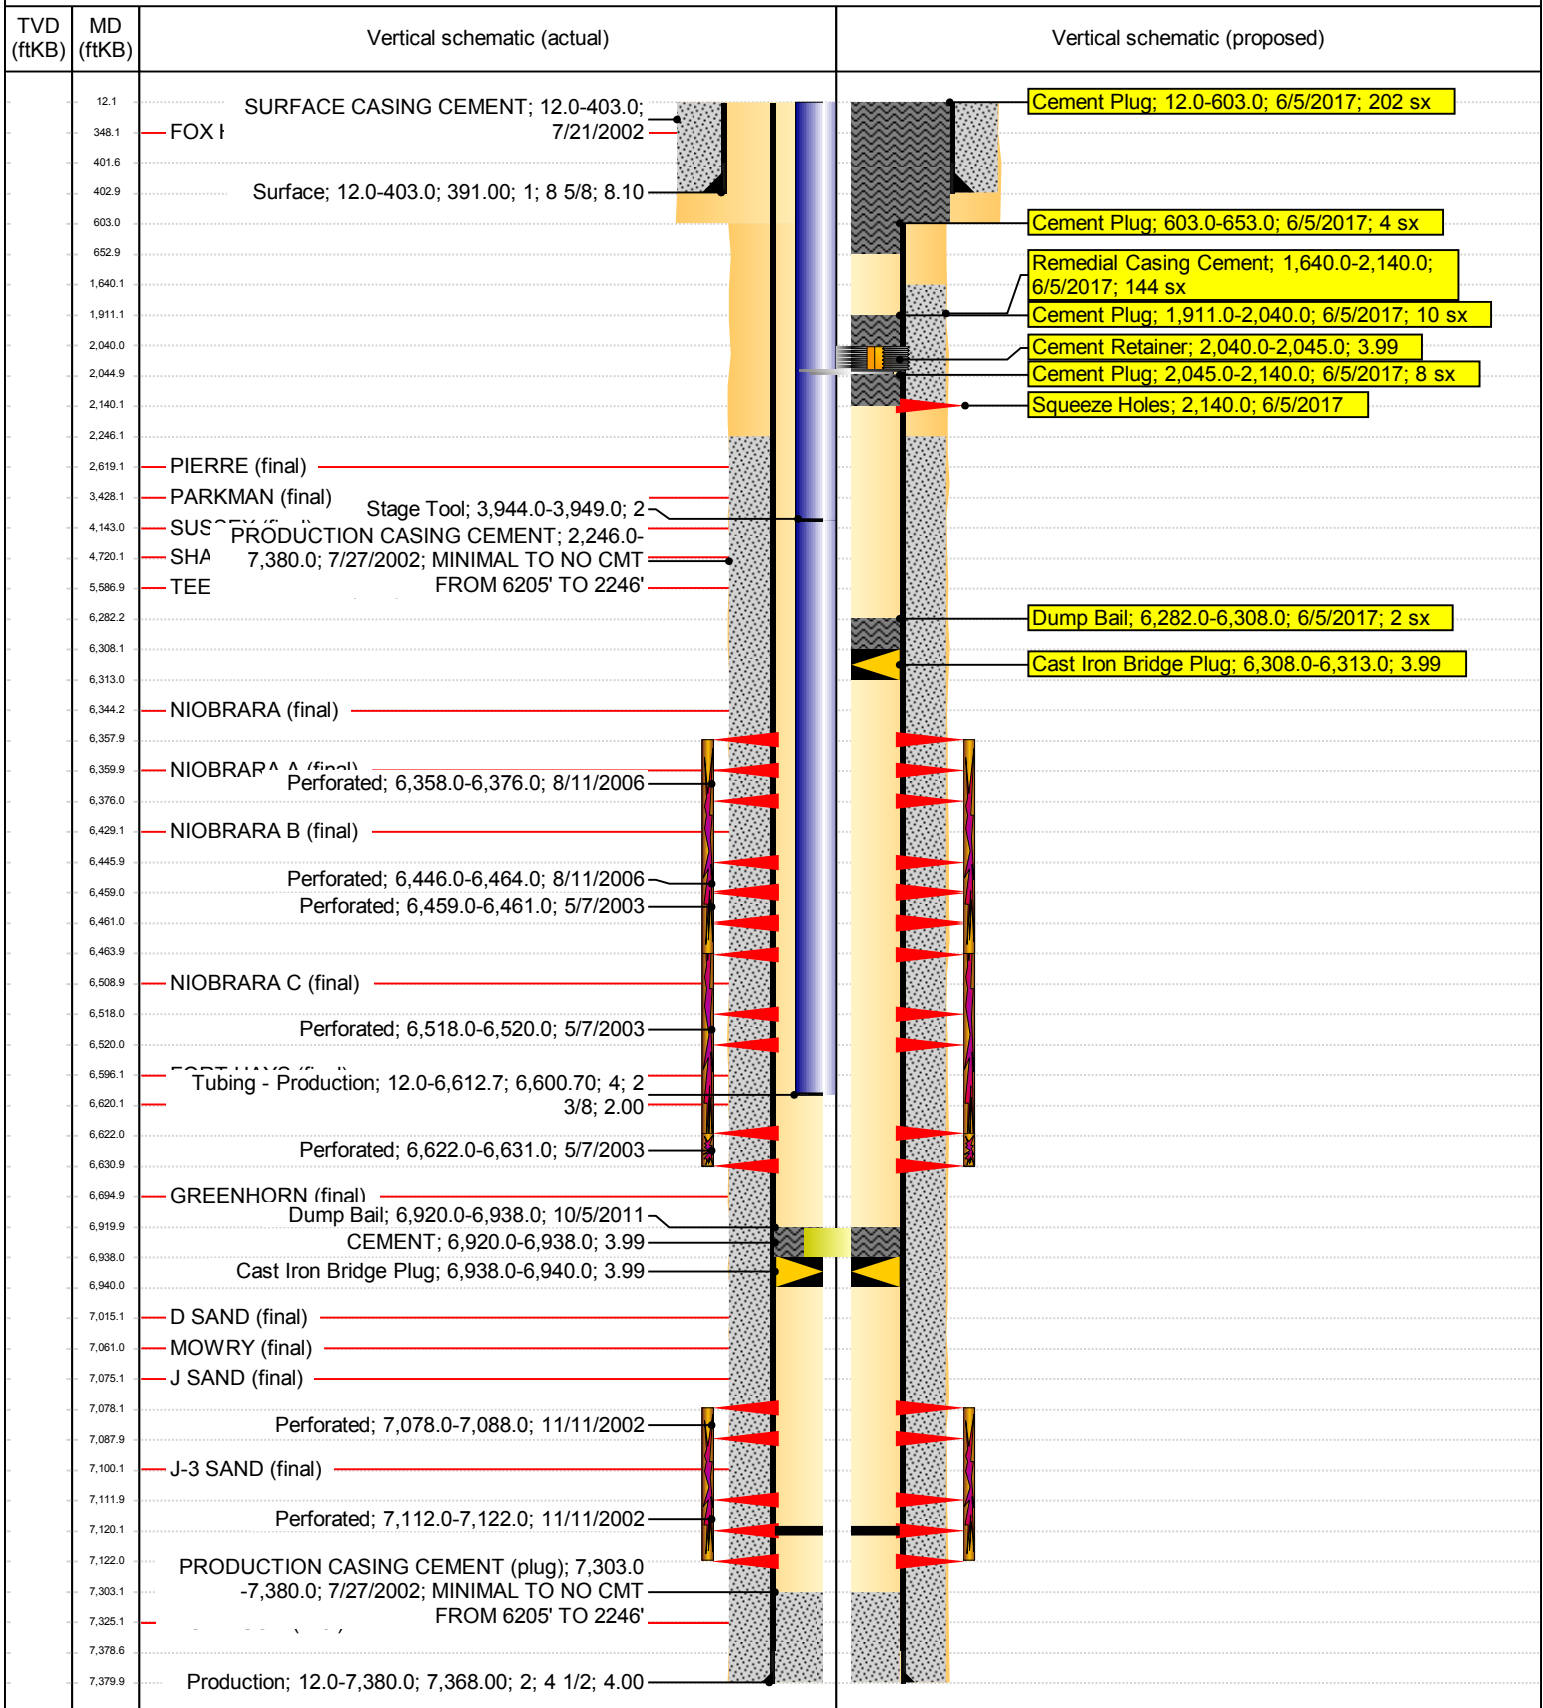 TVD (ftKB)
MD (ftKB)
Vertical schematic (actual)
Vertical schematic (proposed)
12.1
348.1
401.6
402.9
603.0
652.9
1,640.1
1,911.1
2,040.0
2,044.9
2,140.1
2,246.1
2,619.1
3,428.1
4,143.0
4,720.1
5,586.9
6,282.2
6,308.1
6,313.0
6,344.2
6,357.9
6,359.9
6,376.0
6,429.1
6,445.9
6,459.0
6,461.0
6,463.9
6,508.9
6,518.0
6,520.0
6,596.1
6,620.1
6,622.0
6,630.9
6,694.9
6,919.9
6,938.0
6,940.0
7,015.1
7,061.0
7,075.1
7,078.1
7,087.9
7,100.1
7,111.9
7,120.1
7,122.0
7,303.1
7,325.1
7,378.6
7,379.9
SURFACE CASING CEMENT; 12.0-403.0;
7/21/2002
FOX
Surface; 12.0-403.0; 391.00; 1; 8 5/8; 8.10
PIERRE (final)
PARKMAN (final)
Stage Tool; 3,944.0-3,949.0; 2
PRODUCTION CASING CEMENT; 2,246.0-
7,380.0; 7/27/2002; MINIMAL TO NO CMT
FROM 6205' TO 2246'
SHA
TEE
NIOBRARA (final)
NIOBRARA A (final)
Perforated; 6,358.0-6,376.0; 8/11/2006
NIOBRARA B (final)
Perforated; 6,446.0-6,464.0; 8/11/2006
Perforated; 6,459.0-6,461.0; 5/7/2003
NIOBRARA C (final)
Perforated; 6,518.0-6,520.0; 5/7/2003
Tubing - Production; 12.0-6,612.7; 6,600.70; 4; 2
3/8; 2.00
Perforated; 6,622.0-6,631.0; 5/7/2003
GREENHORN (final)
Dump Bail; 6,920.0-6,938.0; 10/5/2011
CEMENT; 6,920.0-6,938.0; 3.99
Cast Iron Bridge Plug; 6,938.0-6,940.0; 3.99
D SAND (final)
MOWRY (final)
J SAND (final)
Perforated; 7,078.0-7,088.0; 11/11/2002
J-3 SAND (final)
Perforated; 7,112.0-7,122.0; 11/11/2002
PRODUCTION CASING CEMENT (plug); 7,303.0
-7,380.0; 7/27/2002; MINIMAL TO NO CMT
FROM 6205' TO 2246'
Production; 12.0-7,380.0; 7,368.00; 2; 4 1/2; 4.00
Cement Plug; 12.0-603.0; 6/5/2017; 202 sx
Cement Plug; 603.0-653.0; 6/5/2017; 4 sx
Remedial Casing Cement; 1,640.0-2,140.0;
6/5/2017; 144 sx
Cement Plug; 1,911.0-2,040.0; 6/5/2017; 10 sx
Cement Retainer; 2,040.0-2,045.0; 3.99
Cement Plug; 2,045.0-2,140.0; 6/5/2017; 8 sx
Squeeze Holes; 2,140.0; 6/5/2017
Dump Bail; 6,282.0-6,308.0; 6/5/2017; 2 sx
Cast Iron Bridge Plug; 6,308.0-6,313.0; 3.99